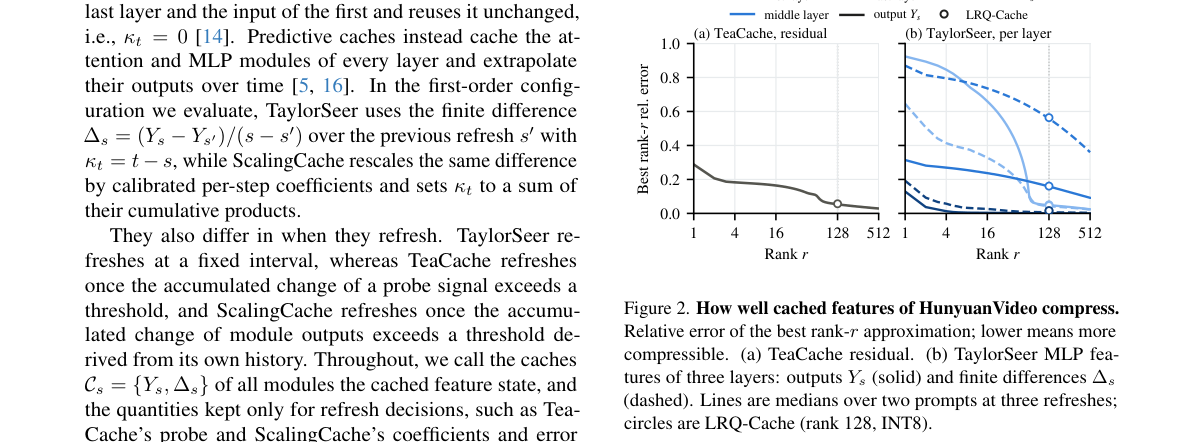 last layer and the input of the first and reuses it unchanged,
i.e., κt = 0 [14]. Predictive caches instead cache the at-
tention and MLP modules of every layer and extrapolate
their outputs over time [5, 16]. In the first-order config-
uration we evaluate, TaylorSeer uses the finite difference
Δs = (Ys − Ys′)/(s − s′) over the previous refresh s′ with
κt = t − s, while ScalingCache rescales the same difference
by calibrated per-step coefficients and sets κt to a sum of
their cumulative products.
They also differ in when they refresh. TaylorSeer re-
freshes at a fixed interval, whereas TeaCache refreshes
once the accumulated change of a probe signal exceeds a
threshold, and ScalingCache refreshes once the accumu-
lated change of module outputs exceeds a threshold de-
rived from its own history. Throughout, we call the caches
Cs = {Ys, Δs} of all modules the cached feature state, and
the quantities kept only for refresh decisions, such as Tea-
Cache's probe and ScalingCache's coefficients and error
middle layer output Ys LRQ-Cache
(a) TeaCache, residual
(b) TaylorSeer, per layer
Best rank-r rel. error
1.0
0.8
0.6
0.4
0.2
0.0
1 4 16 128 512
Rank r
1 4 16 128 512
Rank r
Figure 2. How well cached features of HunyuanVideo compress.
Relative error of the best rank-r approximation; lower means more
compressible. (a) TeaCache residual. (b) TaylorSeer MLP fea-
tures of three layers: outputs Ys (solid) and finite differences Δs
(dashed). Lines are medians over two prompts at three refreshes;
circles are LRQ-Cache (rank 128, INT8).